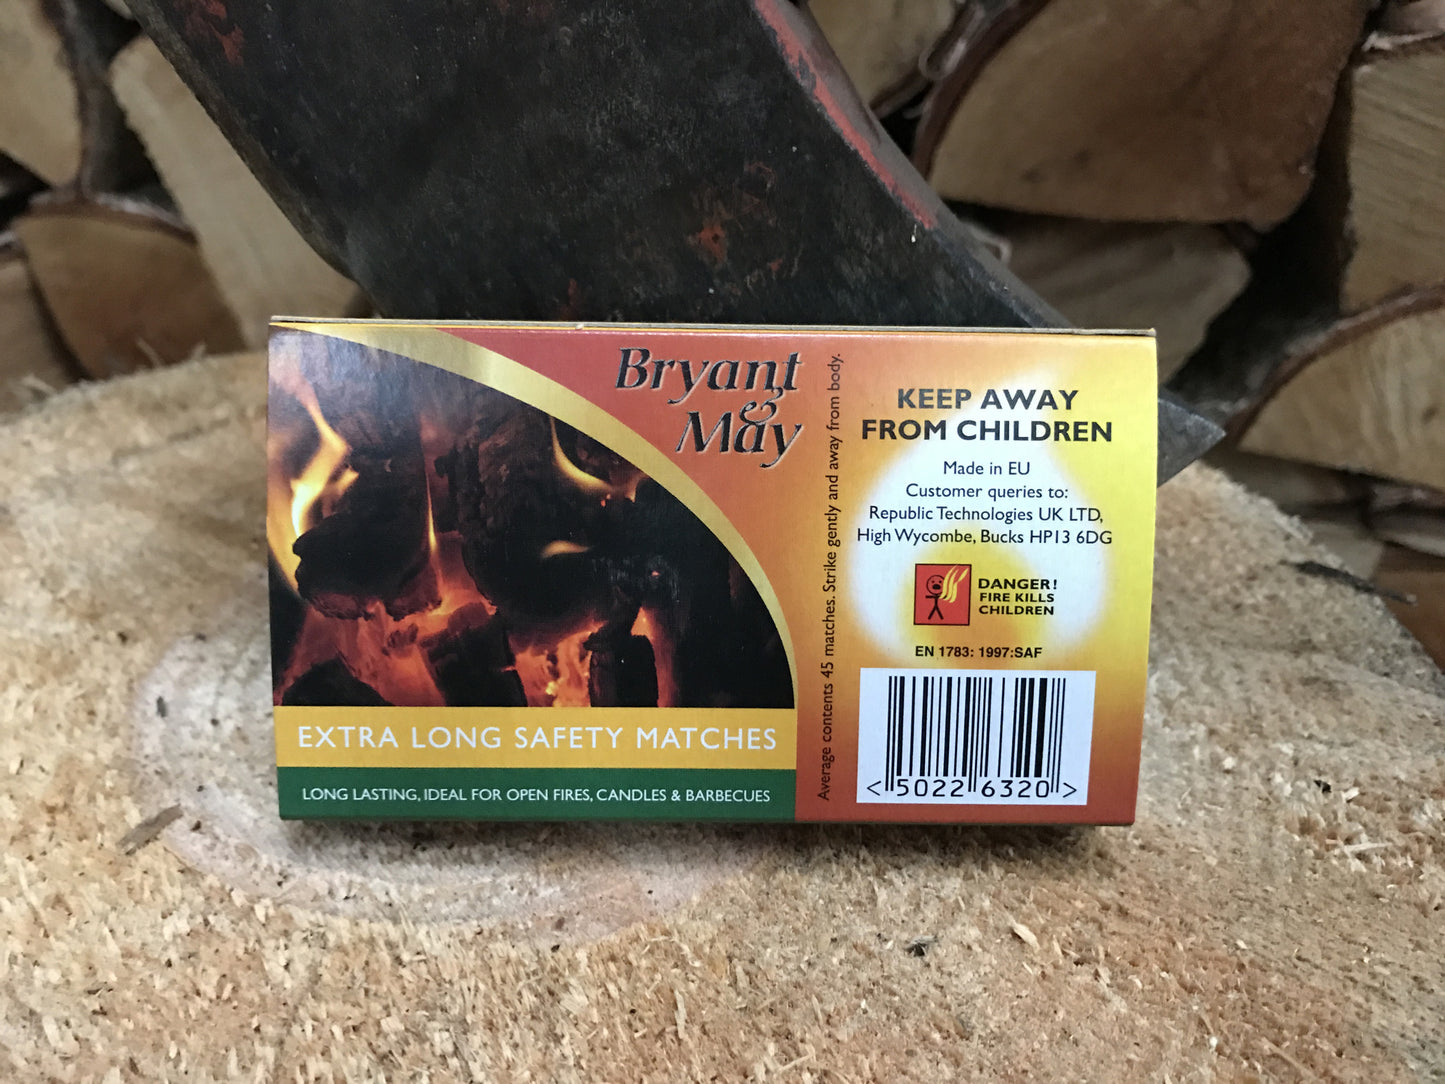 Bryant
&
May
EXTRA LONG SAFETY MATCHES
LONG LASTING, IDEAL FOR OPEN FIRES, CANDLES & BARBECUES
Average contents 45 matches. Strike gently and away from body.
KEEP AWAY
FROM CHILDREN
Made in EU
Customer queries to:
Republic Technologies UK LTD,
High Wycombe, Bucks HP13 6DG
DANGER!
FIRE KILLS
CHILDREN
EN 1783: 1997:SAF
<50226320>